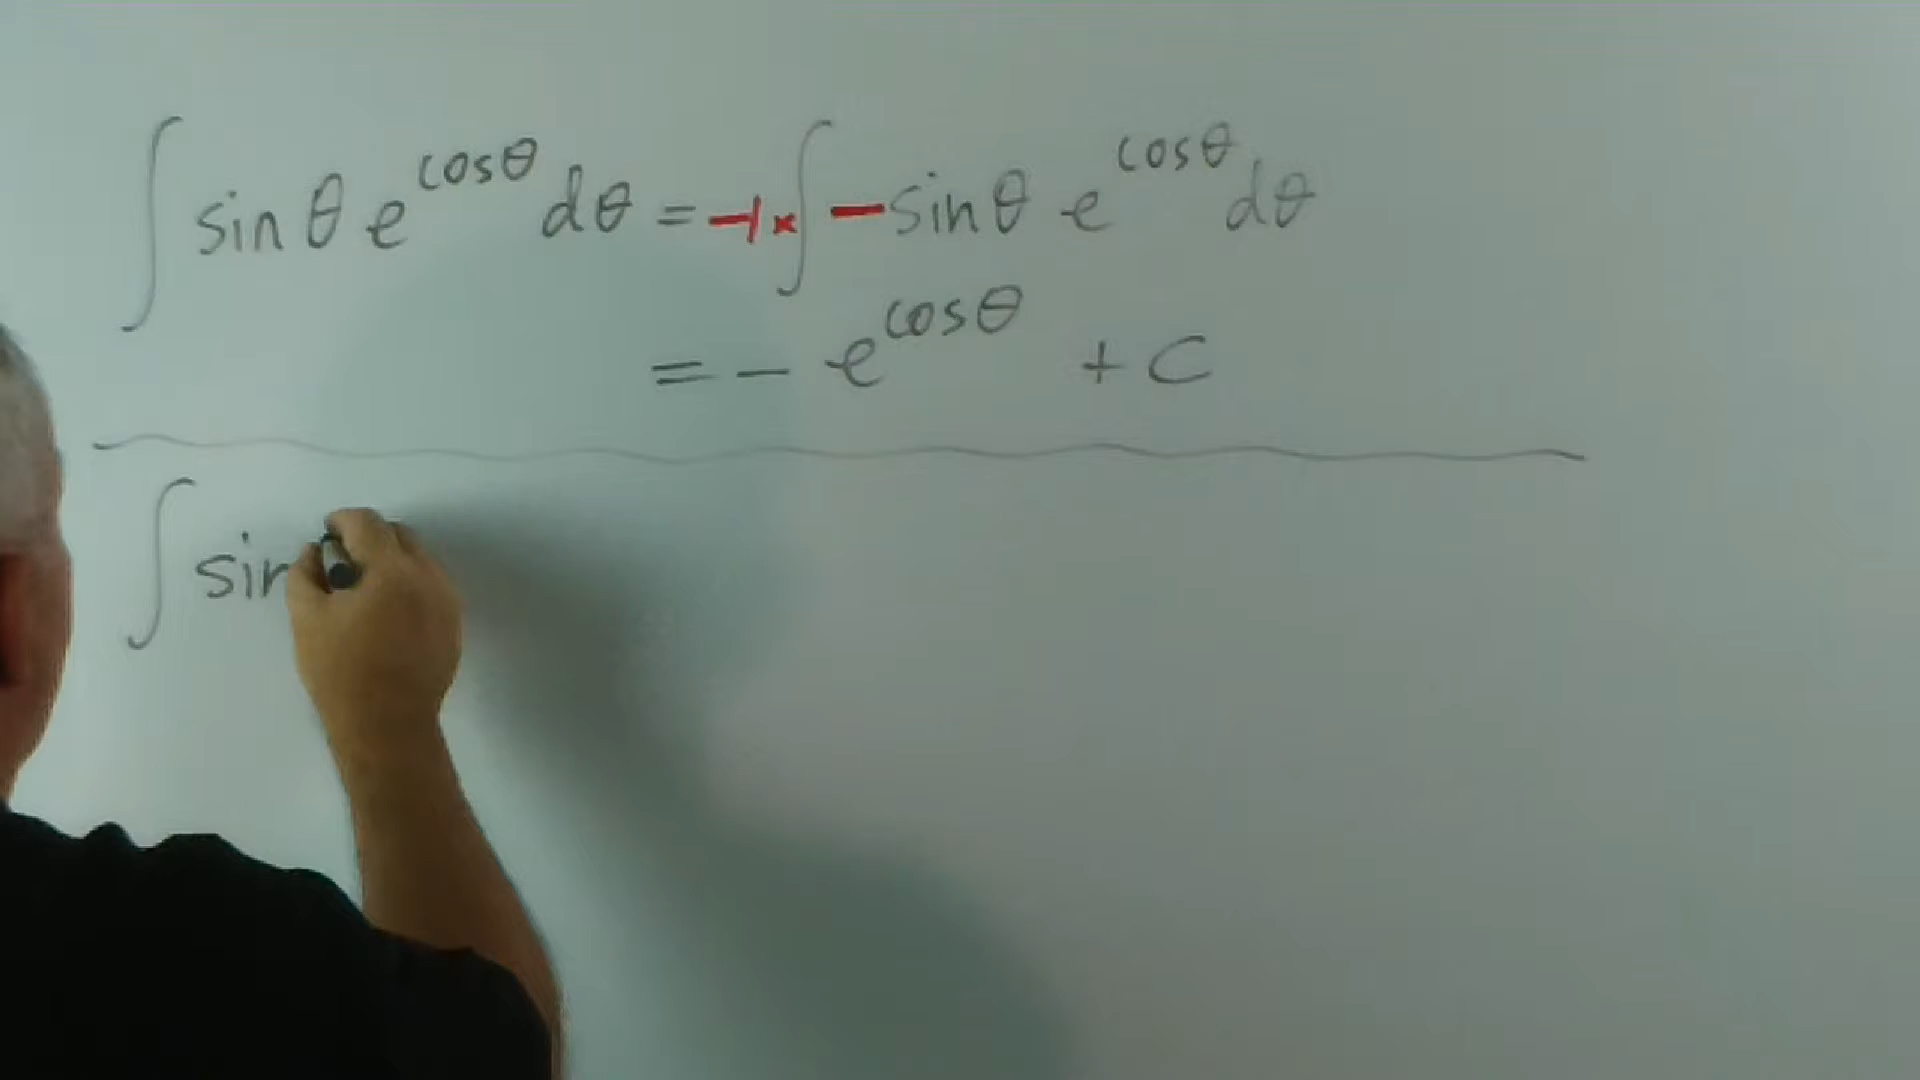 ∫ sin θ e^cosθ dθ = -1 × ∫ - sin θ e^cosθ dθ
= - e^cosθ + C
∫ sin